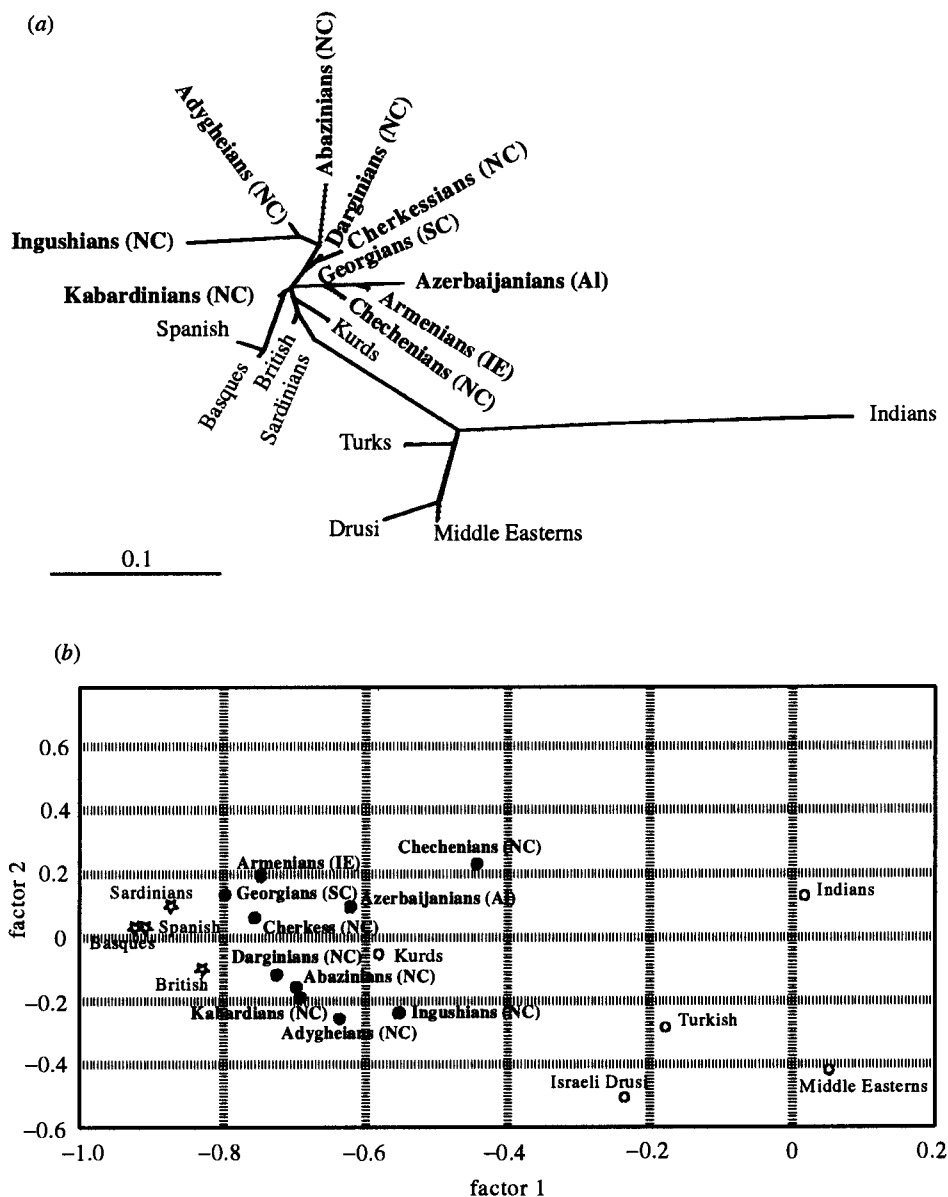 (a)
Abazinians (NC)
Adygheians (NC)
Darginians (NC)
Cherkessians (NC)
Georgians (SC)
Ingushians (NC)
Azerbaijanians (Al)
Kabardinians (NC)
Armenians (IE)
Chechenians (NC)
Spanish
Kurds
British
Basques
Sardinians
Indians
Turks
Drusi
Middle Easterns
0.1
(b)
factor 2
0.6
0.4
0.2
0
−0.2
−0.4
−0.6
Chechenians (NC)
Armenians (IE)
Sardinians
Georgians (SC)
Azerbaijanians (Al)
Indians
Spanish
Cherkess (NC)
Basques
Darginians (NC)
Kurds
British
Abazinians (NC)
Kabardians (NC)
Ingushians (NC)
Turkish
Adygheians (NC)
Israeli Drusi
Middle Easterns
−1.0 −0.8 −0.6 −0.4 −0.2 0 0.2
factor 1